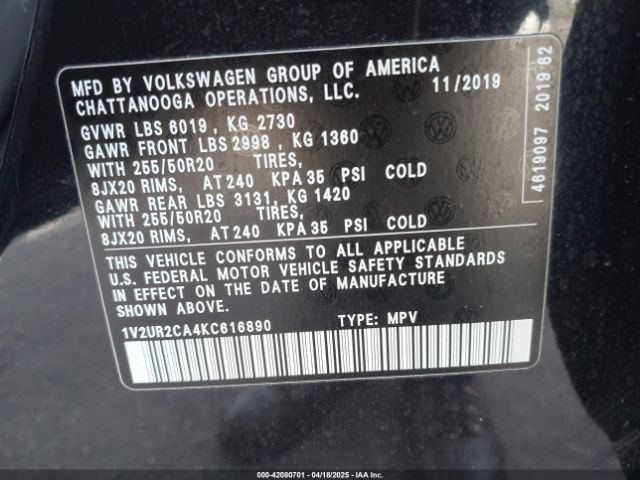 MFD BY VOLKSWAGEN GROUP OF AMERICA
CHATTANOOGA OPERATIONS, LLC. 11/2019
GVWR LBS 6019 , KG 2730
GAWR FRONT LBS 2998 , KG 1360
WITH 255/50R20 TIRES,
8JX20 RIMS, AT 240 KPA 35 PSI COLD
GAWR REAR LBS 3131, KG 1420
WITH 255/50R20 TIRES,
8JX20 RIMS, AT 240 KPA 35 PSI COLD
THIS VEHICLE CONFORMS TO ALL APPLICABLE
U.S. FEDERAL MOTOR VEHICLE SAFETY STANDARDS
IN EFFECT ON THE DATE OF MANUFACTURE
SHOWN ABOVE.
1V2UR2CA4KC616890 TYPE: MPV
4619097 2019 62
000-42080701 - 04/18/2025 - IAAI.COM